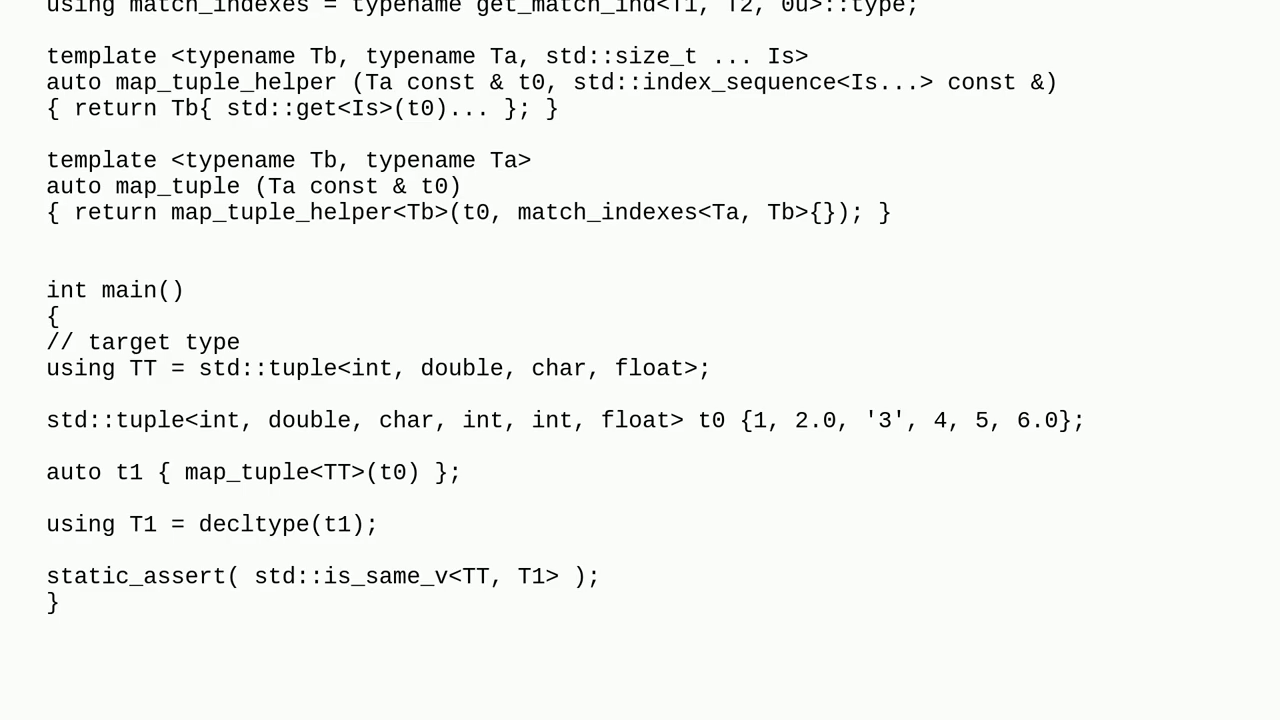 using match_indexes = typename get_match_ind<T1, T2, 0u>::type;
template <typename Tb, typename Ta, std::size_t ... Is>
auto map_tuple_helper (Ta const & t0, std::index_sequence<Is...> const &)
{ return Tb{ std::get<Is>(t0)... }; }
template <typename Tb, typename Ta>
auto map_tuple (Ta const & t0)
{ return map_tuple_helper<Tb>(t0, match_indexes<Ta, Tb>{}); }
int main()
{
// target type
using TT = std::tuple<int, double, char, float>;
std::tuple<int, double, char, int, int, float> t0 {1, 2.0, '3', 4, 5, 6.0};
auto t1 { map_tuple<TT>(t0) };
using T1 = decltype(t1);
static_assert( std::is_same_v<TT, T1> );
}